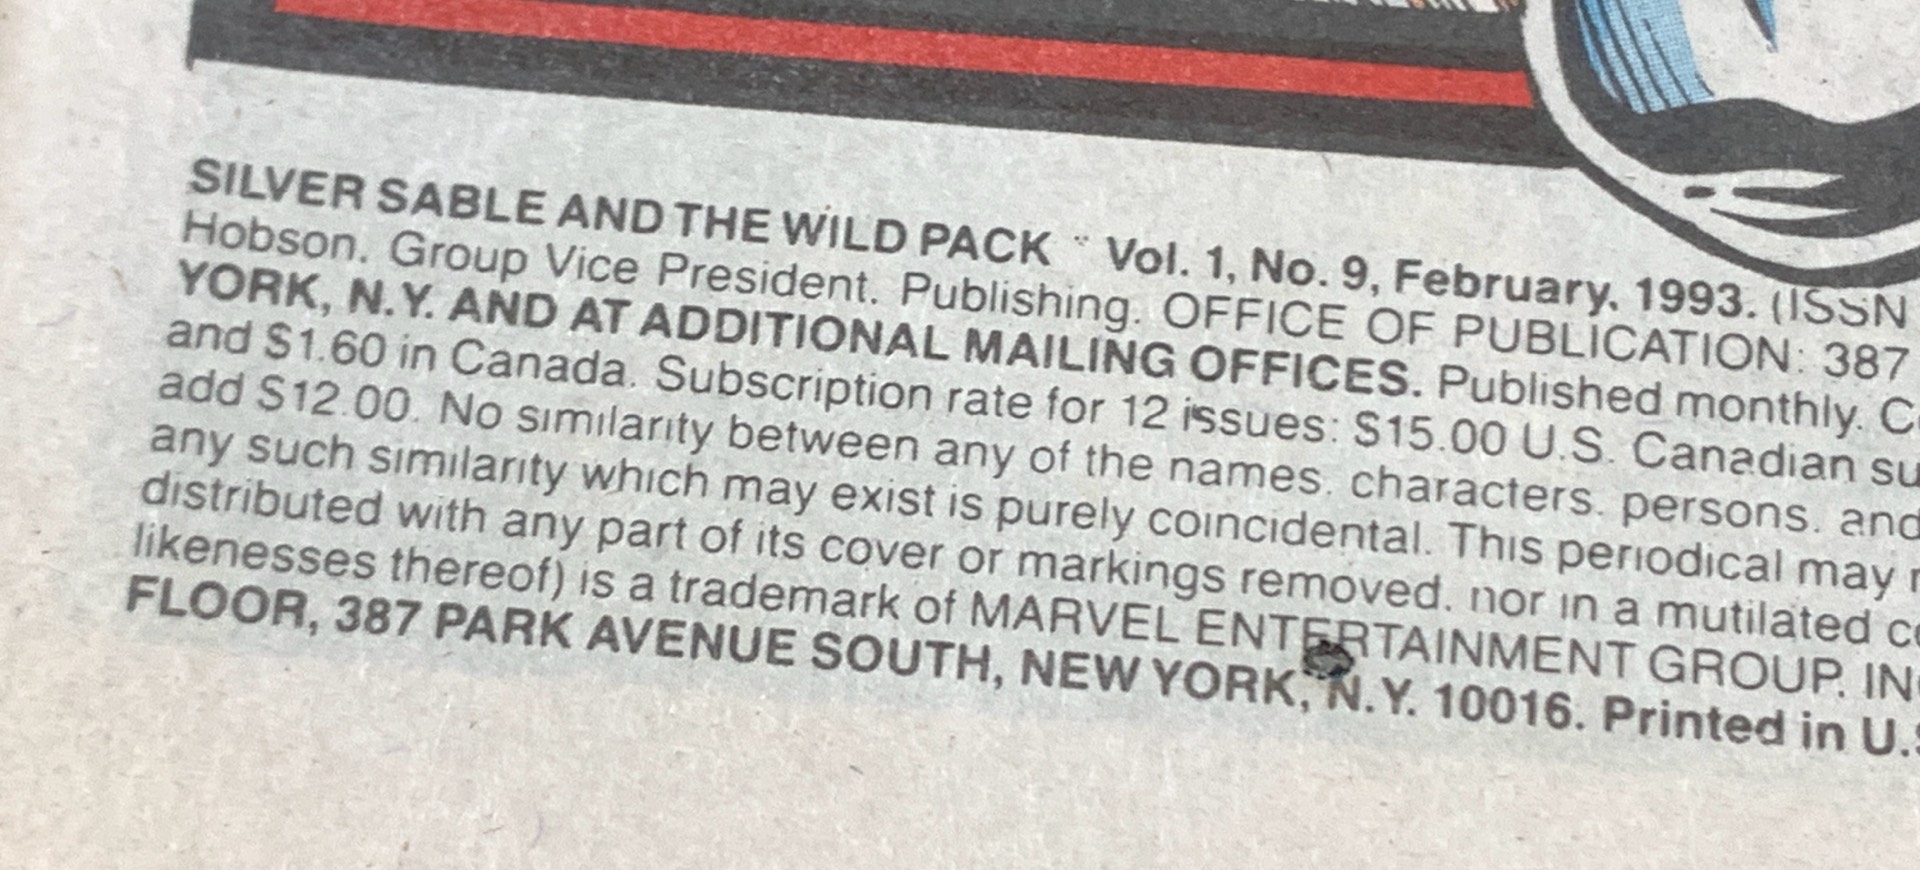 SILVER SABLE AND THE WILD PACK ™ Vol. 1, No. 9, February, 1993. (ISSN
Hobson, Group Vice President, Publishing. OFFICE OF PUBLICATION: 387
YORK, N.Y. AND AT ADDITIONAL MAILING OFFICES. Published monthly. C
and $1.60 in Canada. Subscription rate for 12 issues: $15.00 U.S. Canadian su
add $12.00. No similarity between any of the names, characters, persons, and
any such similarity which may exist is purely coincidental. This periodical may
distributed with any part of its cover or markings removed, nor in a mutilated c
likenesses thereof) is a trademark of MARVEL ENTERTAINMENT GROUP, IN
FLOOR, 387 PARK AVENUE SOUTH, NEW YORK, N.Y. 10016. Printed in U.S